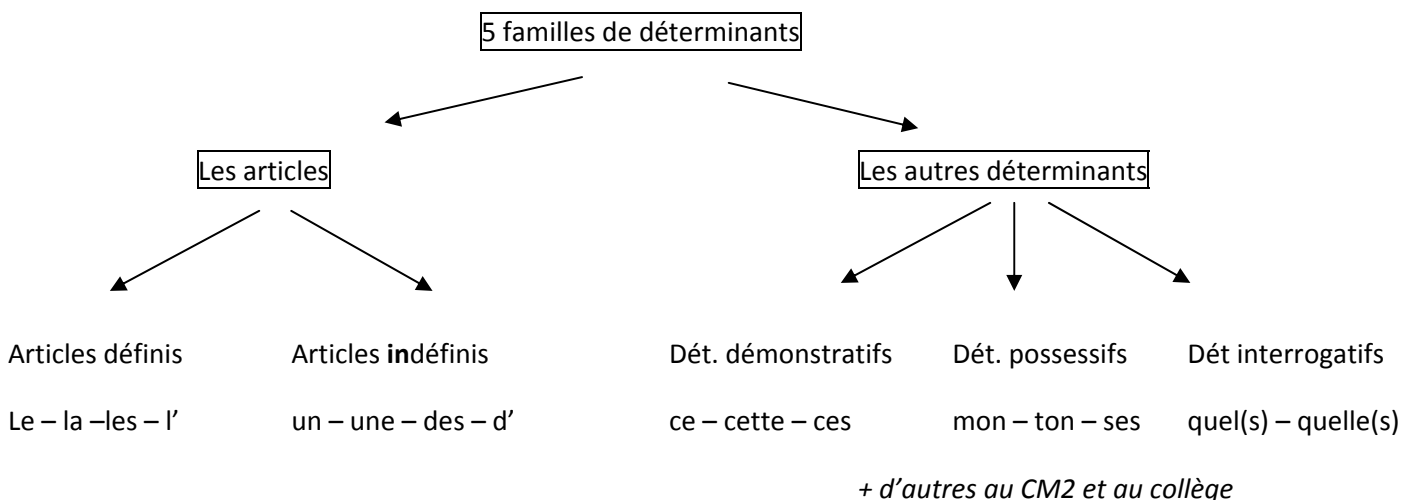 5 familles de déterminants
Les articles
Les autres déterminants
Articles définis
Articles indéfinis
Dét. démonstratifs
Dét. possessifs
Dét interrogatifs
Le – la –les – l’
un – une – des – d’
ce – cette – ces
mon – ton – ses
quel(s) – quelle(s)
+ d’autres au CM2 et au collège